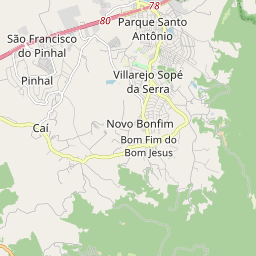 78
Parque Santo
Antônio
80
São Francisco
do Pinhal
Pinhal
Villarejo Sopé
da Serra
Caí
Novo Bonfim
Bom Fim do
Bom Jesus